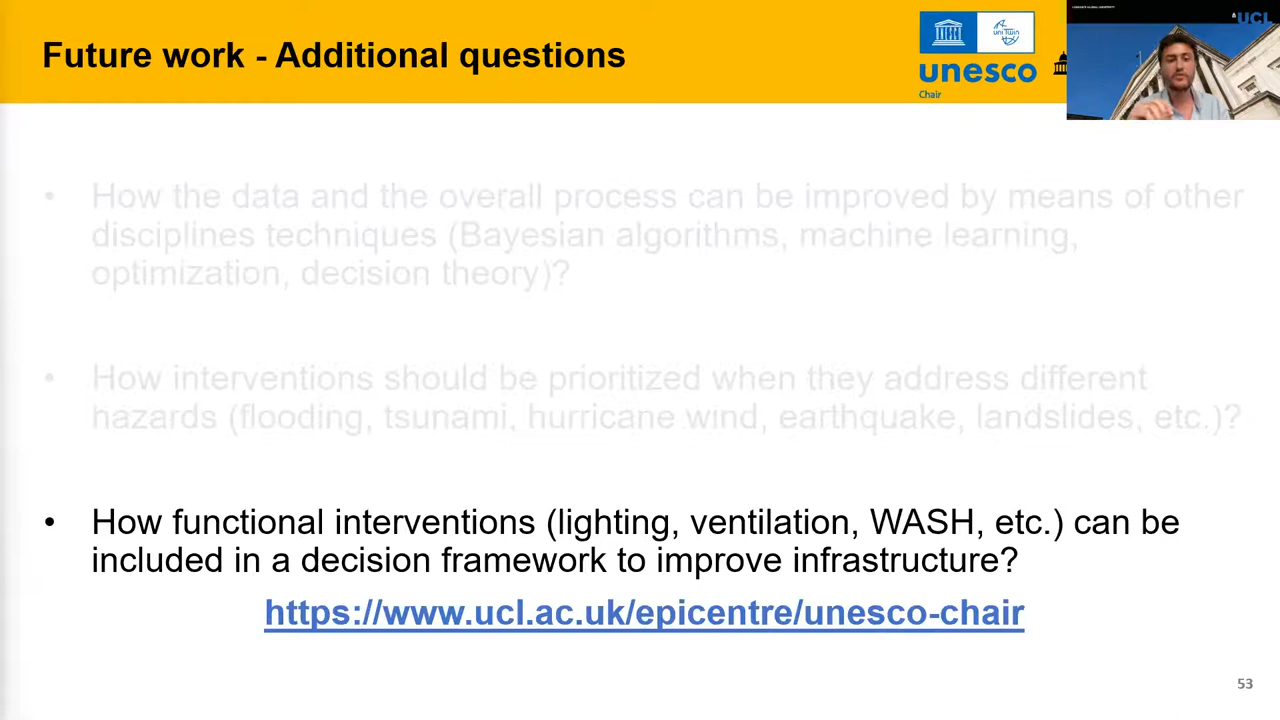 Future work - Additional questions
uni Twin
unesco
Chair
UCL
• How the data and the overall process can be improved by means of other
disciplines techniques (Bayesian algorithms, machine learning,
optimization, decision theory)?
• How interventions should be prioritized when they address different
hazards (flooding, tsunami, hurricane wind, earthquake, landslides, etc.)?
• How functional interventions (lighting, ventilation, WASH, etc.) can be
included in a decision framework to improve infrastructure?
https://www.ucl.ac.uk/epicentre/unesco-chair
53